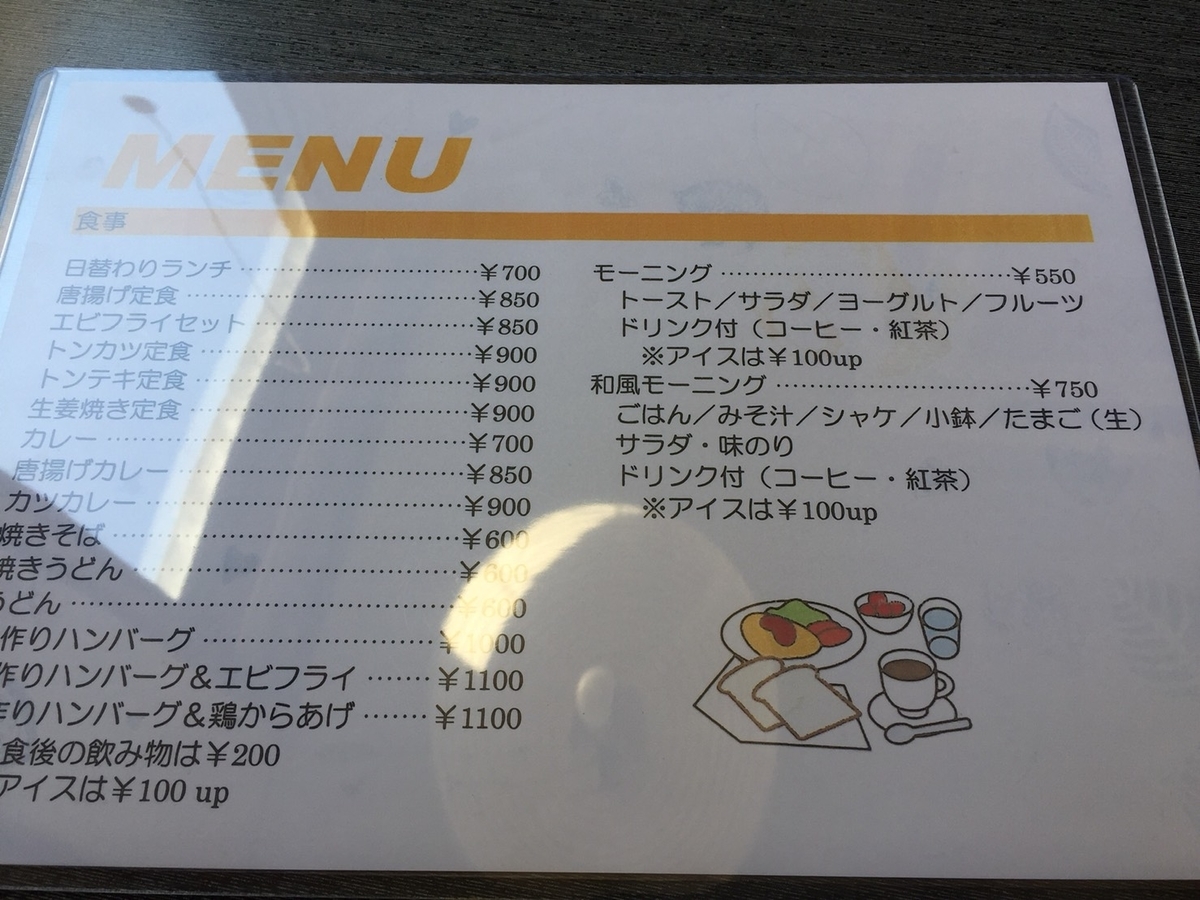 MENU
食事
日替わりランチ ……………………… ¥700
唐揚げ定食 ……………………… ¥850
エビフライセット ……………………… ¥850
トンカツ定食 ……………………… ¥900
トンテキ定食 ……………………… ¥900
生姜焼き定食 ……………………… ¥900
カレー ……………………… ¥700
唐揚げカレー ……………………… ¥850
カツカレー ……………………… ¥900
焼きそば ……………………… ¥600
焼きうどん ……………………… ¥600
うどん ……………………… ¥600
作りハンバーグ ……………………… ¥1000
作りハンバーグ&エビフライ ……… ¥1100
作りハンバーグ&鶏からあげ ……… ¥1100
食後の飲み物は¥200
アイスは¥100 up
モーニング ……………………… ¥550
トースト/サラダ/ヨーグルト/フルーツ
ドリンク付(コーヒー・紅茶)
※アイスは¥100up
和風モーニング ……………………… ¥750
ごはん/みそ汁/シャケ/小鉢/たまご(生)
サラダ・味のり
ドリンク付(コーヒー・紅茶)
※アイスは¥100up